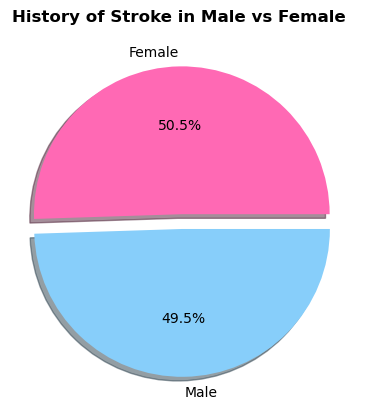 History of Stroke in Male vs Female
Female
50.5%
49.5%
Male